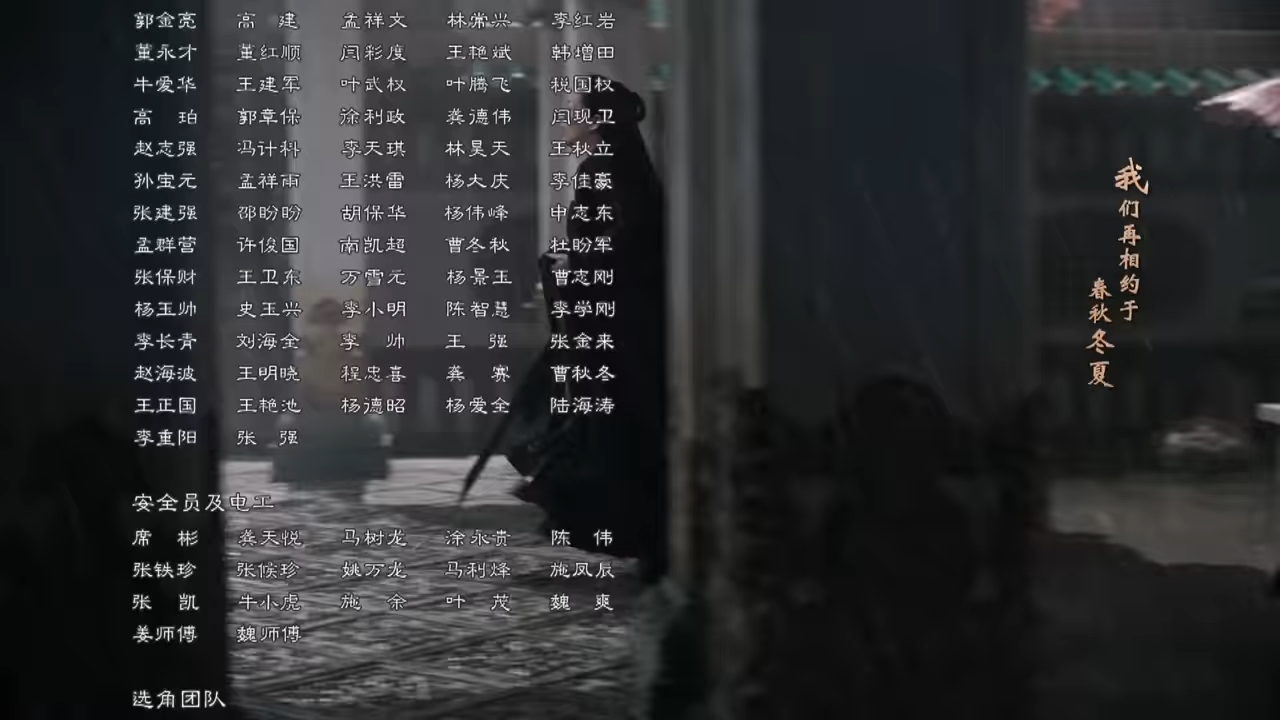 郭金亮 高 建 孟祥文 林常兴 李红岩
董永才 董红顺 闫彩度 王艳斌 韩增田
牛爱华 王建军 叶武权 叶腾飞 税国权
高 珀 郭章保 徐利政 龚德伟 闫现卫
赵志强 冯计科 李天琪 林昊天 王秋立
孙宝元 孟祥雨 王洪雷 杨大庆 李佳豪
张建强 邵盼盼 胡保华 杨伟峰 申志东
孟群营 许俊国 南凯超 曹冬秋 杜盼军
张保财 王卫东 万雪元 杨景玉 曹志刚
杨玉帅 史玉兴 李小明 陈智慧 李学刚
李长青 刘海全 李 帅 王 强 张金来
赵海波 王明晓 程忠喜 龚 赛 曹秋冬
王正国 王艳池 杨德昭 杨爱全 陆海涛
李重阳 张 强
安全员及电工
席 彬 龚天悦 马树龙 涂永贵 陈 伟
张铁珍 张候珍 姚万龙 马利烽 施凤辰
张 凯 牛小虎 施 余 叶 茂 魏 爽
姜师傅 魏师傅
选角团队
我们再相约于
春秋冬夏